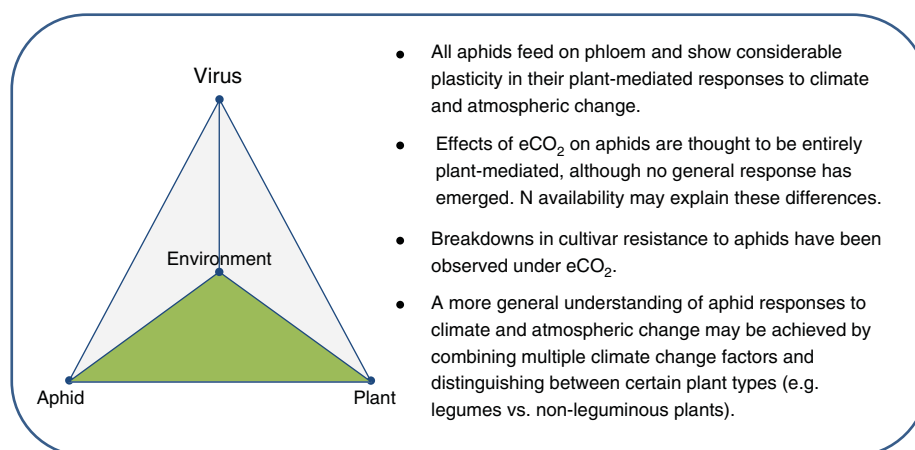 Virus
Environment
Aphid
Plant
• All aphids feed on phloem and show considerable
plasticity in their plant-mediated responses to climate
and atmospheric change.
• Effects of eCO₂ on aphids are thought to be entirely
plant-mediated, although no general response has
emerged. N availability may explain these differences.
• Breakdowns in cultivar resistance to aphids have been
observed under eCO₂.
• A more general understanding of aphid responses to
climate and atmospheric change may be achieved by
combining multiple climate change factors and
distinguishing between certain plant types (e.g.
legumes vs. non-leguminous plants).